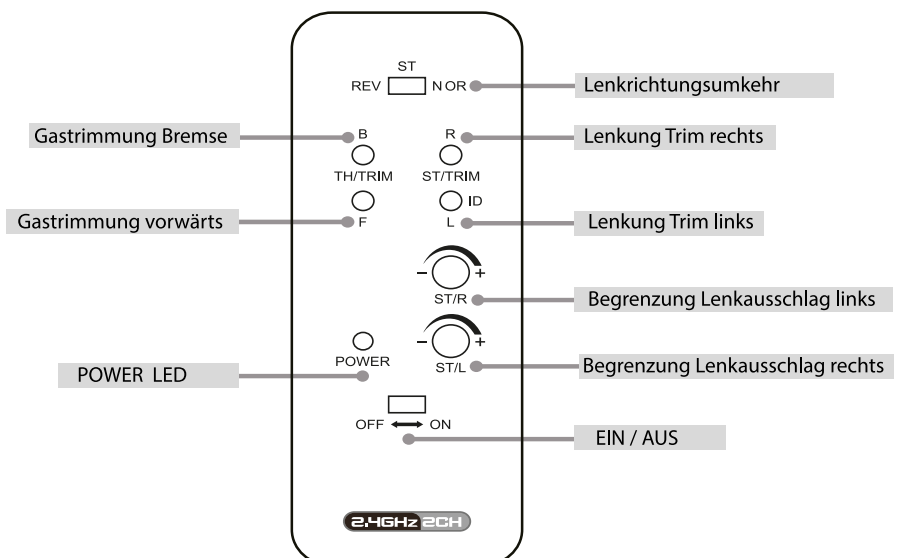 ST
REV
NOR
Lenkrichtungsumkehr
Gastrimmung Bremse
B
R
Lenkung Trim rechts
TH/TRIM
ST/TRIM
ID
Gastrimmung vorwärts
F
L
Lenkung Trim links
- +
ST/R
Begrenzung Lenkausschlag links
- +
POWER
ST/L
Begrenzung Lenkausschlag rechts
POWER LED
OFF ON
EIN / AUS
2.4GHz 2CH